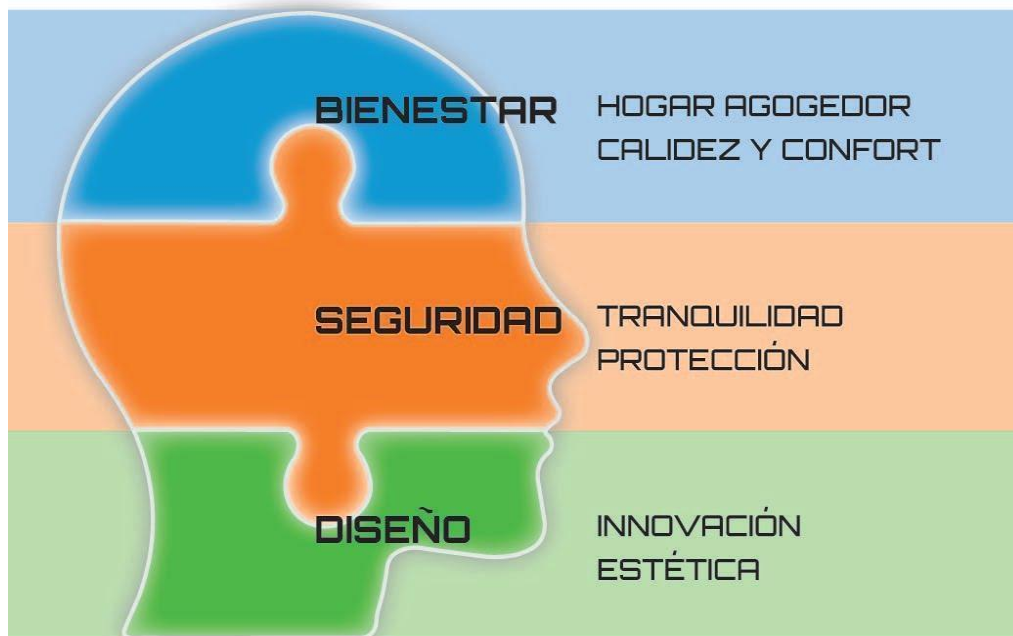 BIENESTAR
HOGAR AGOGEDOR
CALIDEZ Y CONFORT
SEGURIDAD
TRANQUILIDAD
PROTECCIÓN
DISEÑO
INNOVACIÓN
ESTÉTICA